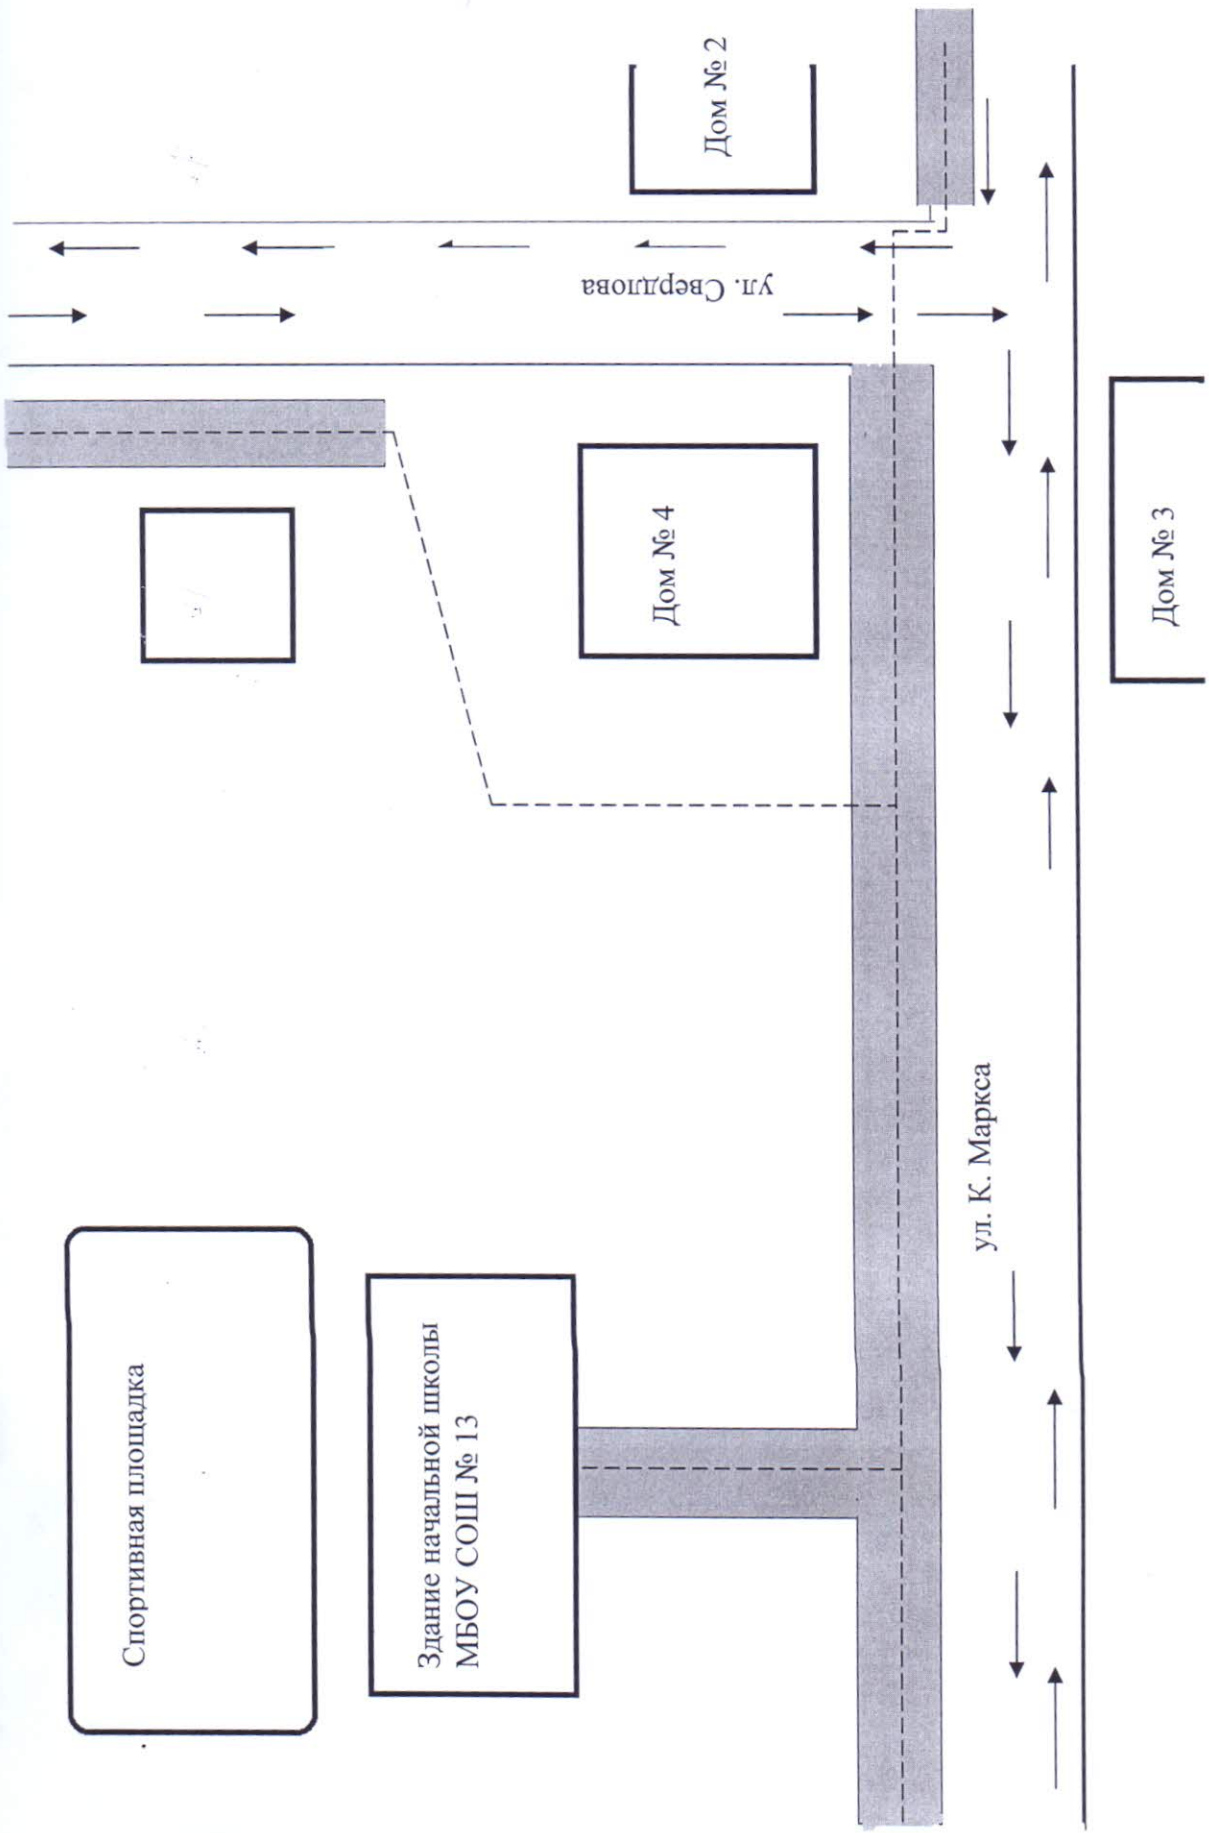 Спортивная площадка
Здание начальной школы
МБОУ СОШ № 13
ул. К. Маркса
Дом № 4
Дом № 3
ул. Свердлова
Дом № 2